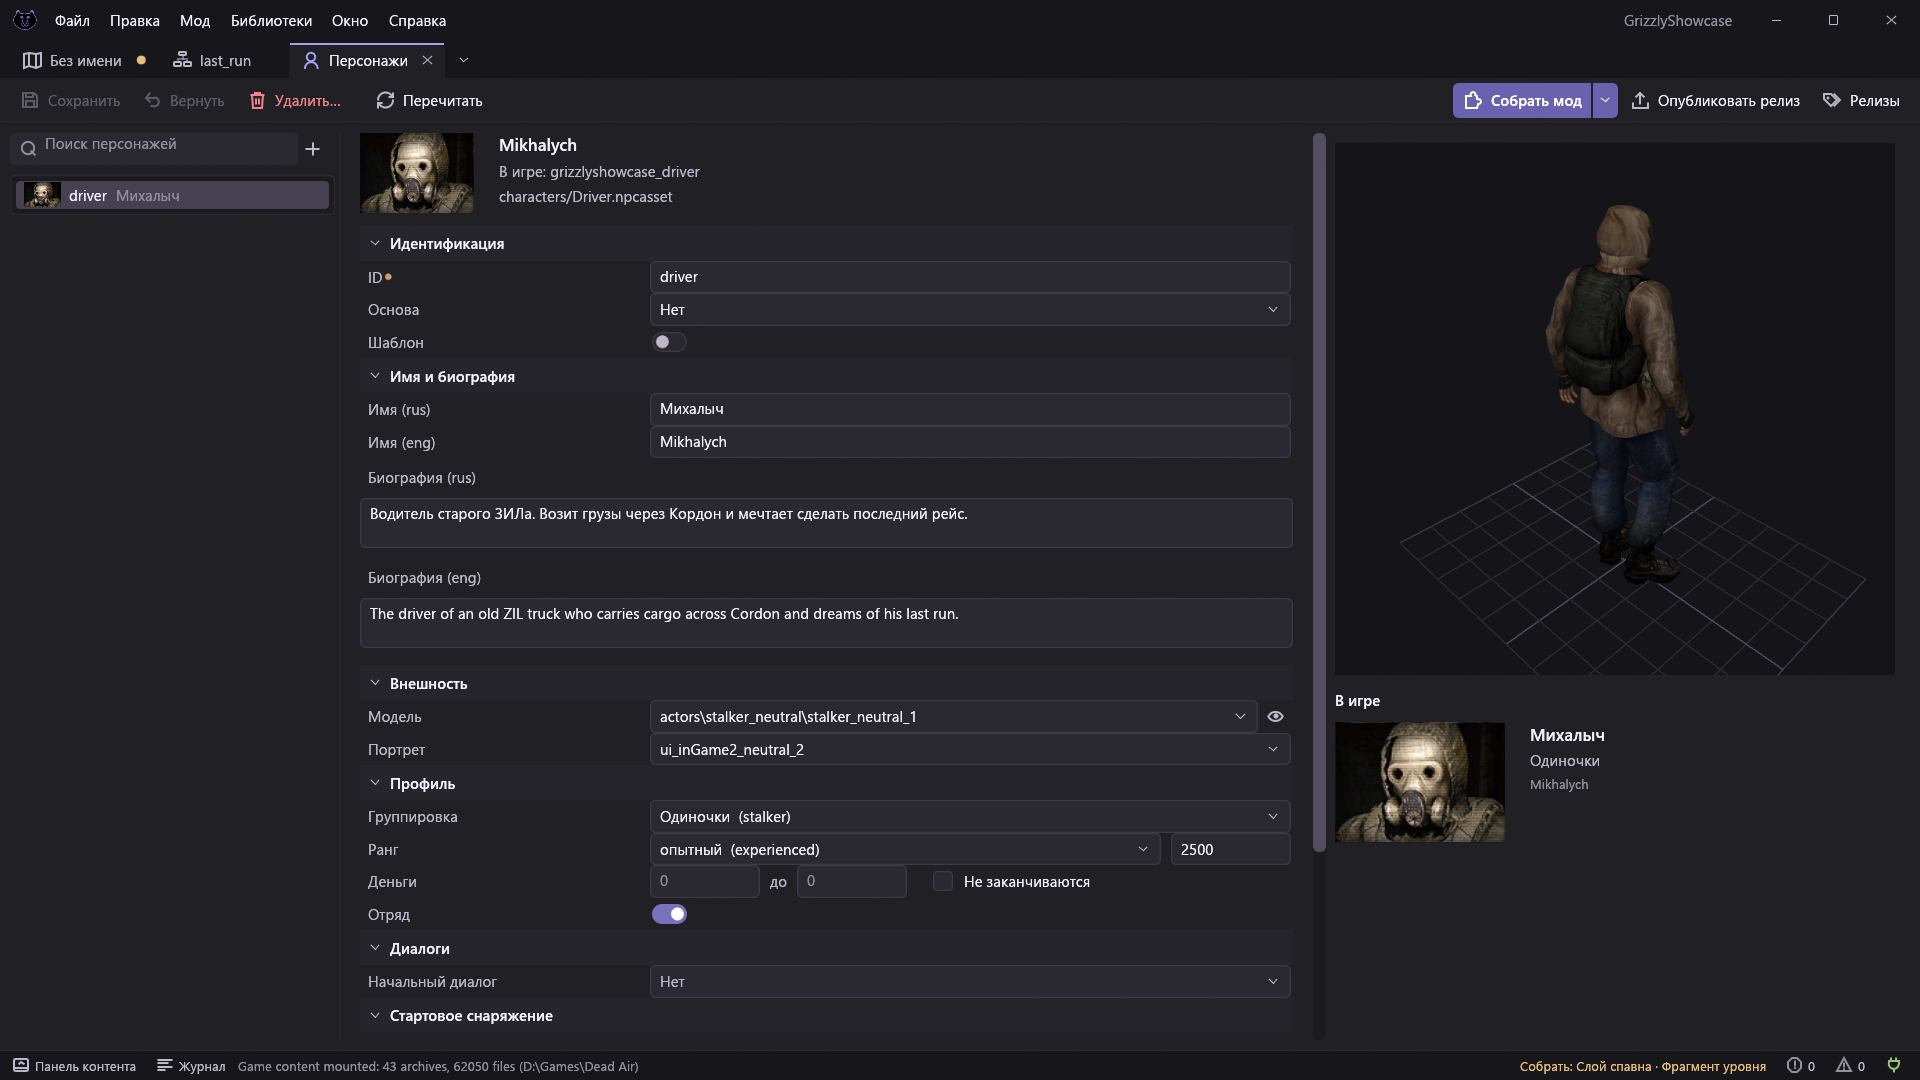 Файл Правка Мод Библиотеки Окно Справка GrizzlyShowcase
Без имени last_run Персонажи
Сохранить Вернуть Удалить... Перечитать Собрать мод Опубликовать релиз Релизы
Поиск персонажей
driver Михалыч
Mikhalych
В игре: grizzlyshowcase_driver
characters/Driver.npcasset
Идентификация
ID driver
Основа Нет
Шаблон
Имя и биография
Имя (rus) Михалыч
Имя (eng) Mikhalych
Биография (rus)
Водитель старого ЗИЛа. Возит грузы через Кордон и мечтает сделать последний рейс.
Биография (eng)
The driver of an old ZIL truck who carries cargo across Cordon and dreams of his last run.
Внешность
Модель actors\stalker_neutral\stalker_neutral_1
Портрет ui_inGame2_neutral_2
Профиль
Группировка Одиночки (stalker)
Ранг опытный (experienced) 2500
Деньги 0 до 0 Не заканчиваются
Отряд
Диалоги
Начальный диалог Нет
Стартовое снаряжение
В игре
Михалыч
Одиночки
Mikhalych
Панель контента Журнал Game content mounted: 43 archives, 62050 files (D:\Games\Dead Air) Собрать: Слой спавна · Фрагмент уровня 0 0